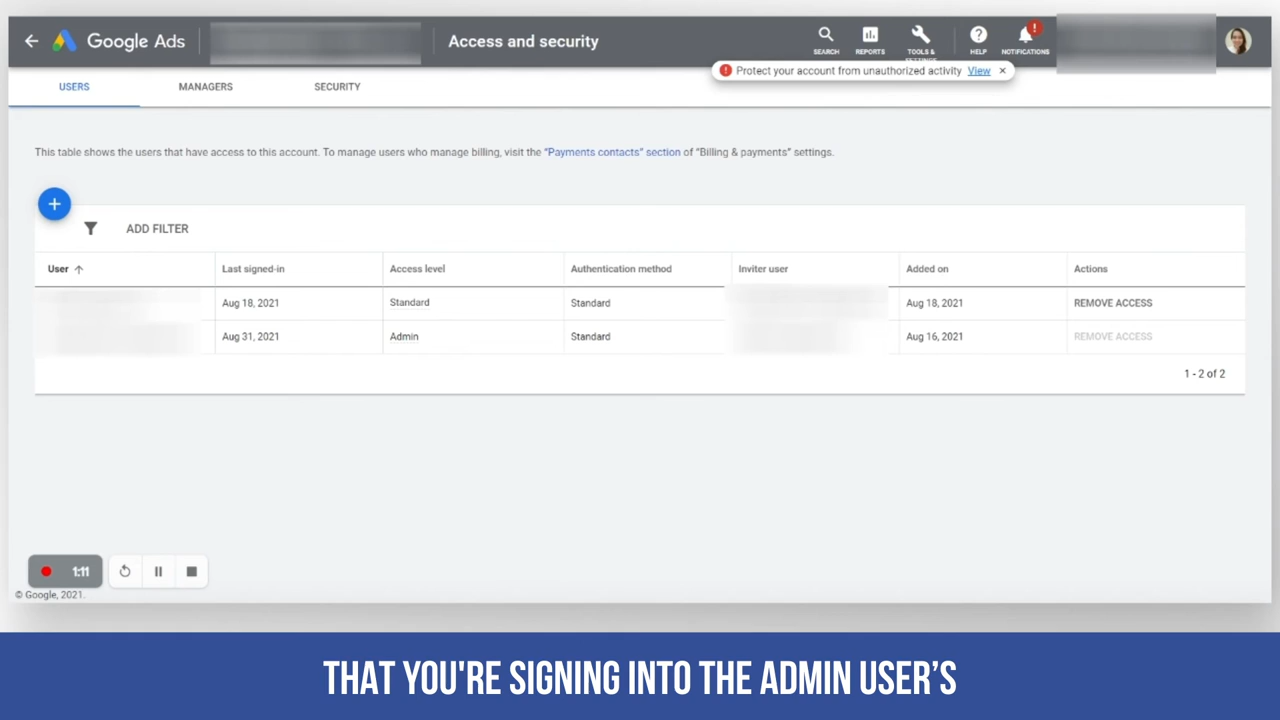 Google Ads
Access and security
SEARCH
REPORTS
TOOLS &
SETTINGS
HELP
NOTIFICATIONS
Protect your account from unauthorized activity View
USERS MANAGERS SECURITY
This table shows the users that have access to this account. To manage users who manage billing, visit the "Payments contacts" section of "Billing & payments" settings.
ADD FILTER
User Last signed-in Access level Authentication method Inviter user Added on Actions
Aug 18, 2021 Standard Standard Aug 18, 2021 REMOVE ACCESS
Aug 31, 2021 Admin Standard Aug 16, 2021 REMOVE ACCESS
1 - 2 of 2
1:11
© Google, 2021.
THAT YOU'RE SIGNING INTO THE ADMIN USER’S